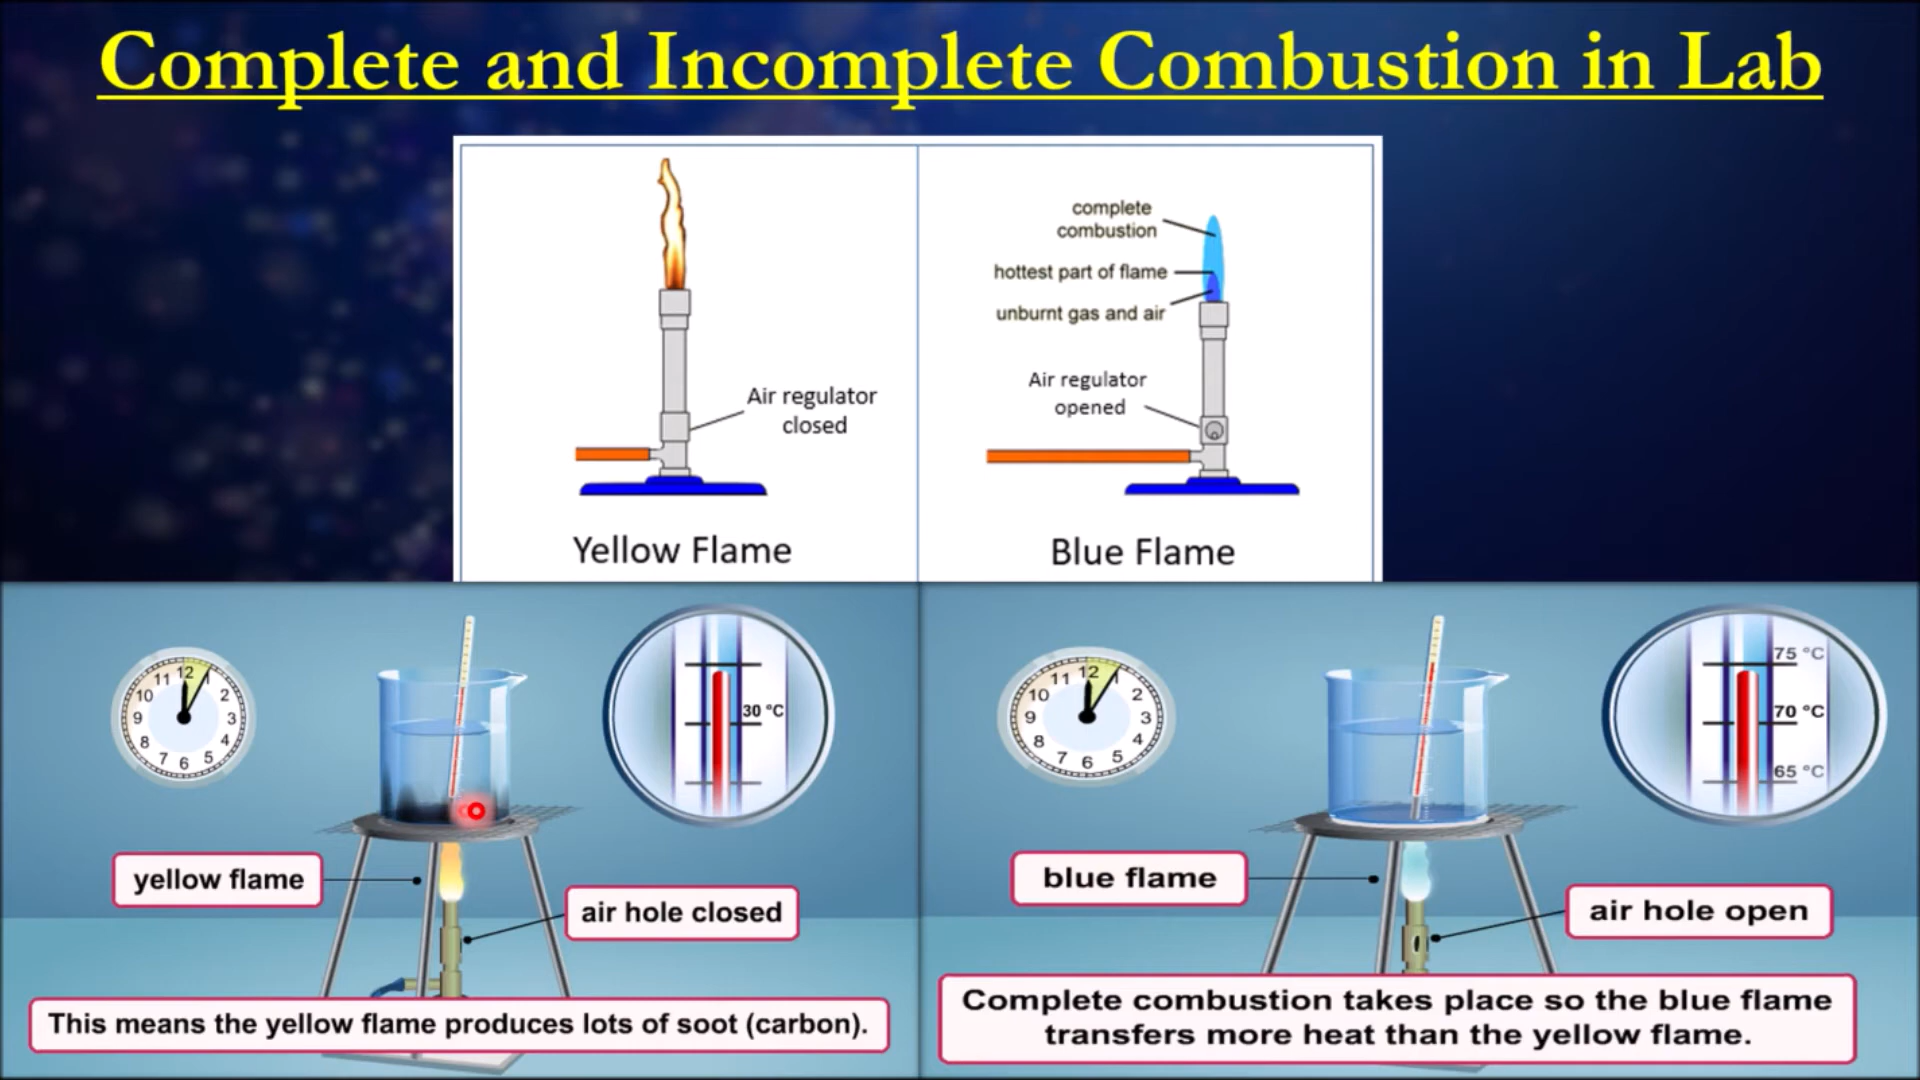 Complete and Incomplete Combustion in Lab
Air regulator
closed
Yellow Flame
complete
combustion
hottest part of flame
unburnt gas and air
Air regulator
opened
Blue Flame
12
11
10
9
8
7
6
5
4
3
2
30 °C
yellow flame
air hole closed
This means the yellow flame produces lots of soot (carbon).
12
11
10
9
8
7
6
5
4
3
2
1
75 °C
70 °C
65 °C
blue flame
air hole open
Complete combustion takes place so the blue flame
transfers more heat than the yellow flame.